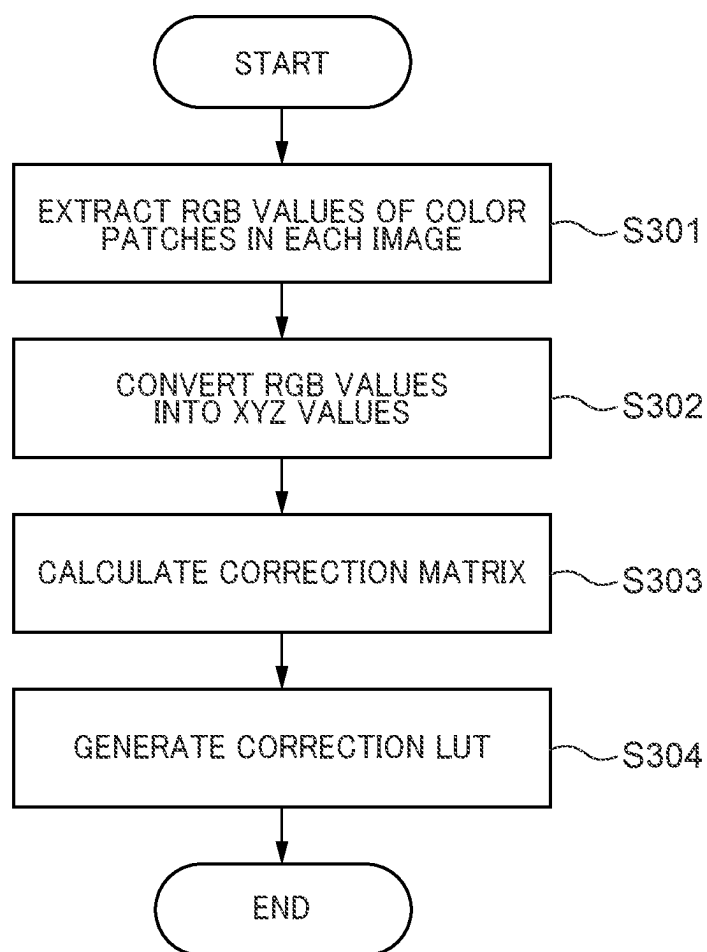 START
EXTRACT RGB VALUES OF COLOR
PATCHES IN EACH IMAGE
S301
CONVERT RGB VALUES
INTO XYZ VALUES
S302
CALCULATE CORRECTION MATRIX
S303
GENERATE CORRECTION LUT
S304
END